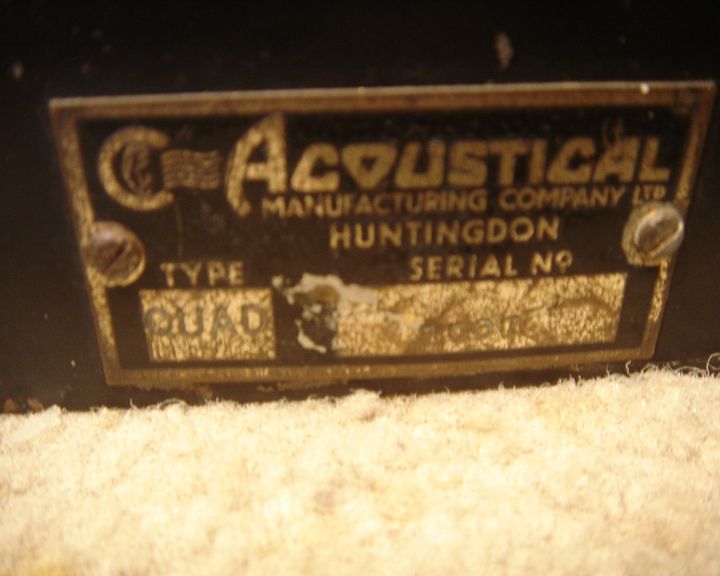 ACOUSTICAL
MANUFACTURING COMPANY LTD
HUNTINGDON
TYPE SERIAL Nº
QUAD